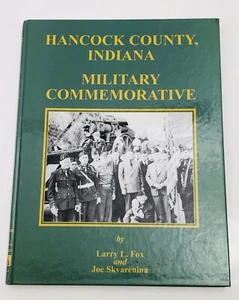 HANCOCK COUNTY,
INDIANA
MILITARY
COMMEMORATIVE
by
Larry L. Fox
and
Joe Skvarenina